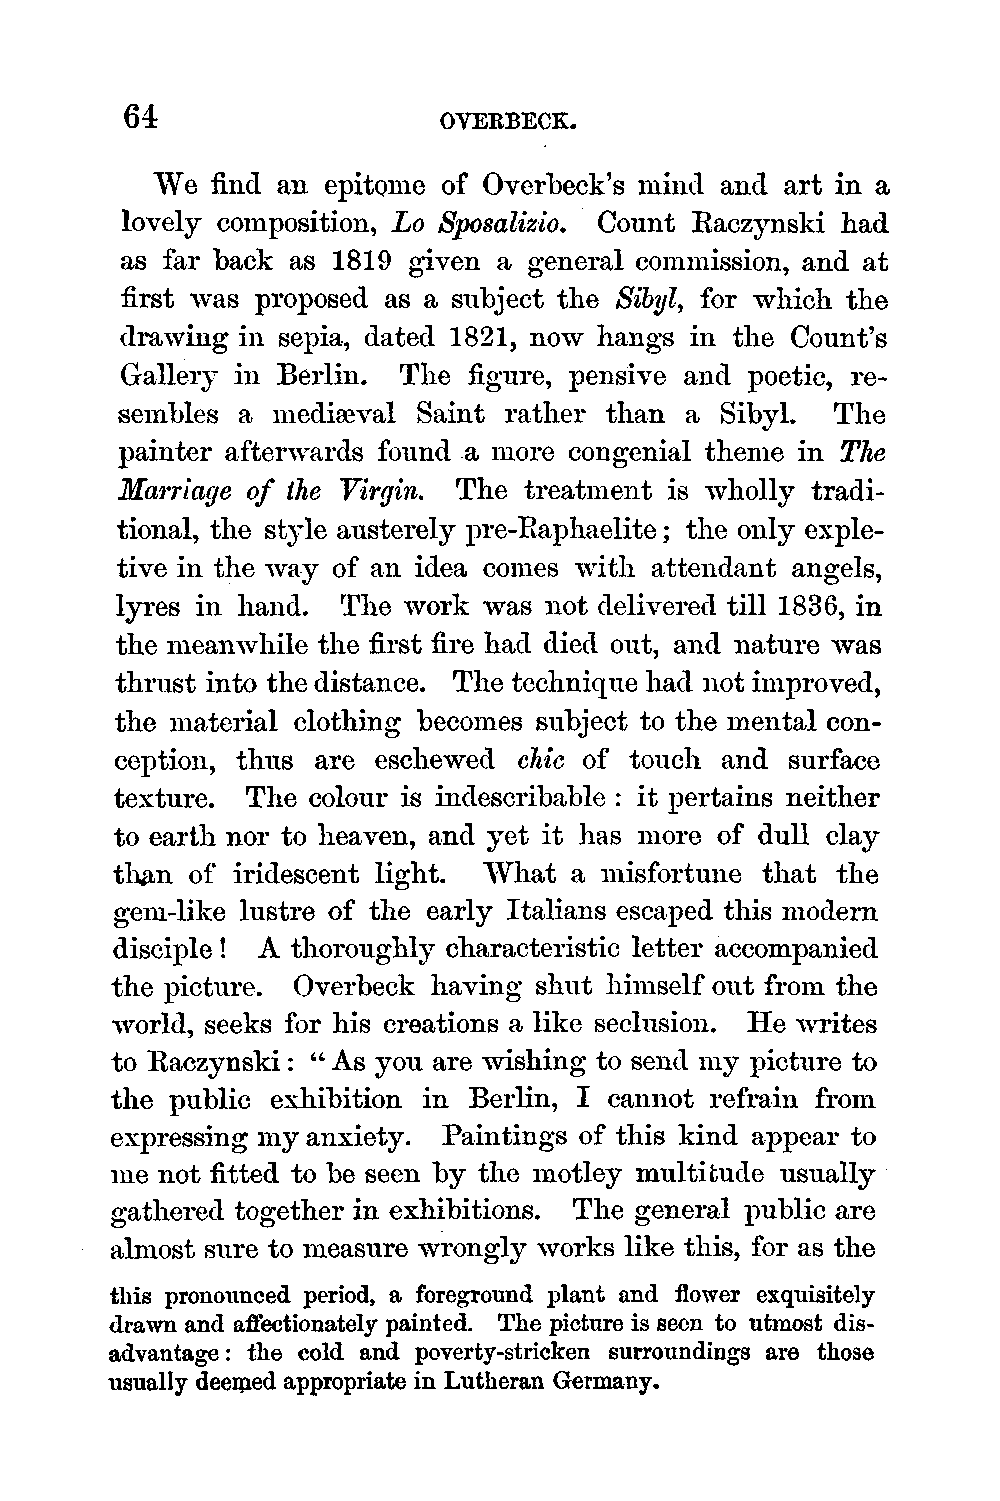 64 OVERBECK.
We find an epitome of Overbeck's mind and art in a
lovely composition, Lo Sposalizio. Count Raczynski had
as far back as 1819 given a general commission, and at
first was proposed as a subject the Sibyl, for which the
drawing in sepia, dated 1821, now hangs in the Count's
Gallery in Berlin. The figure, pensive and poetic, re-
sembles a mediæval Saint rather than a Sibyl. The
painter afterwards found a more congenial theme in The
Marriage of the Virgin. The treatment is wholly tradi-
tional, the style austerely pre-Raphaelite; the only exple-
tive in the way of an idea comes with attendant angels,
lyres in hand. The work was not delivered till 1836, in
the meanwhile the first fire had died out, and nature was
thrust into the distance. The technique had not improved,
the material clothing becomes subject to the mental con-
ception, thus are eschewed chic of touch and surface
texture. The colour is indescribable : it pertains neither
to earth nor to heaven, and yet it has more of dull clay
than of iridescent light. What a misfortune that the
gem-like lustre of the early Italians escaped this modern
disciple! A thoroughly characteristic letter accompanied
the picture. Overbeck having shut himself out from the
world, seeks for his creations a like seclusion. He writes
to Raczynski: "As you are wishing to send my picture to
the public exhibition in Berlin, I cannot refrain from
expressing my anxiety. Paintings of this kind appear to
me not fitted to be seen by the motley multitude usually
gathered together in exhibitions. The general public are
almost sure to measure wrongly works like this, for as the
this pronounced period, a foreground plant and flower exquisitely
drawn and affectionately painted. The picture is seen to utmost dis-
advantage: the cold and poverty-stricken surroundings are those
usually deemed appropriate in Lutheran Germany.